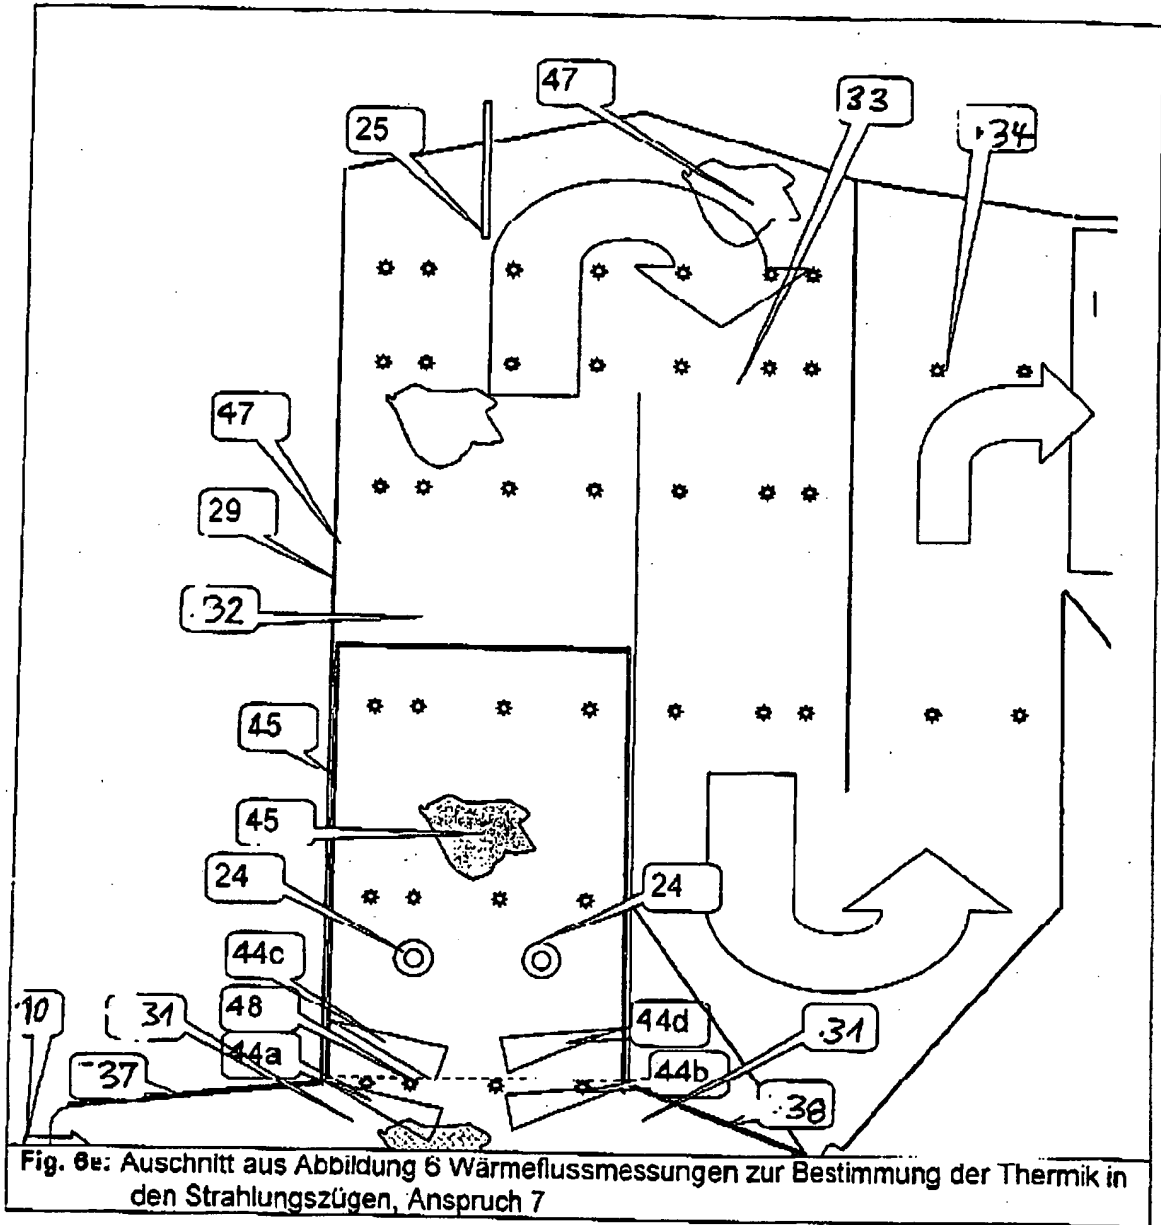 47
33
25
34
47
29
.32
45
45
24
24
44c
10
31
48
44d
.31
44a
37
44b
.38
Fig. 6e: Auschnitt aus Abbildung 6 Wärmeflussmessungen zur Bestimmung der Thermik in
den Strahlungszügen, Anspruch 7